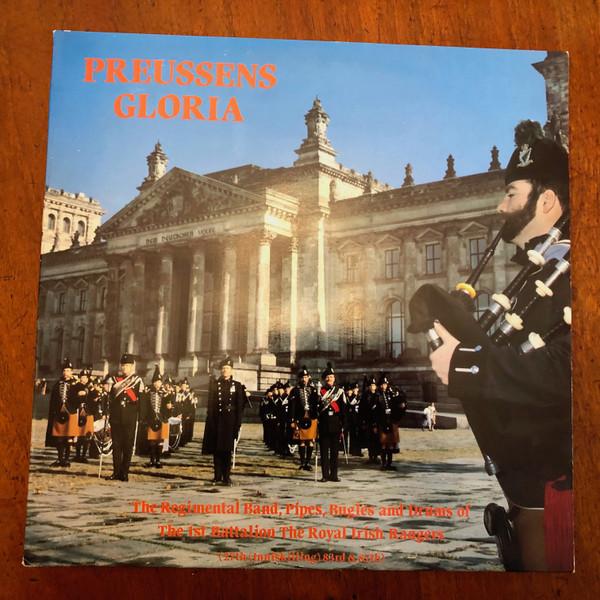 PREUSSENS
GLORIA
DEM DEUTSCHEN VOLKE
The Regimental Band, Pipes, Bugles and Drums of
The 1st Battalion The Royal Irish Rangers
(27th (Inniskilling) 83rd & 87th)